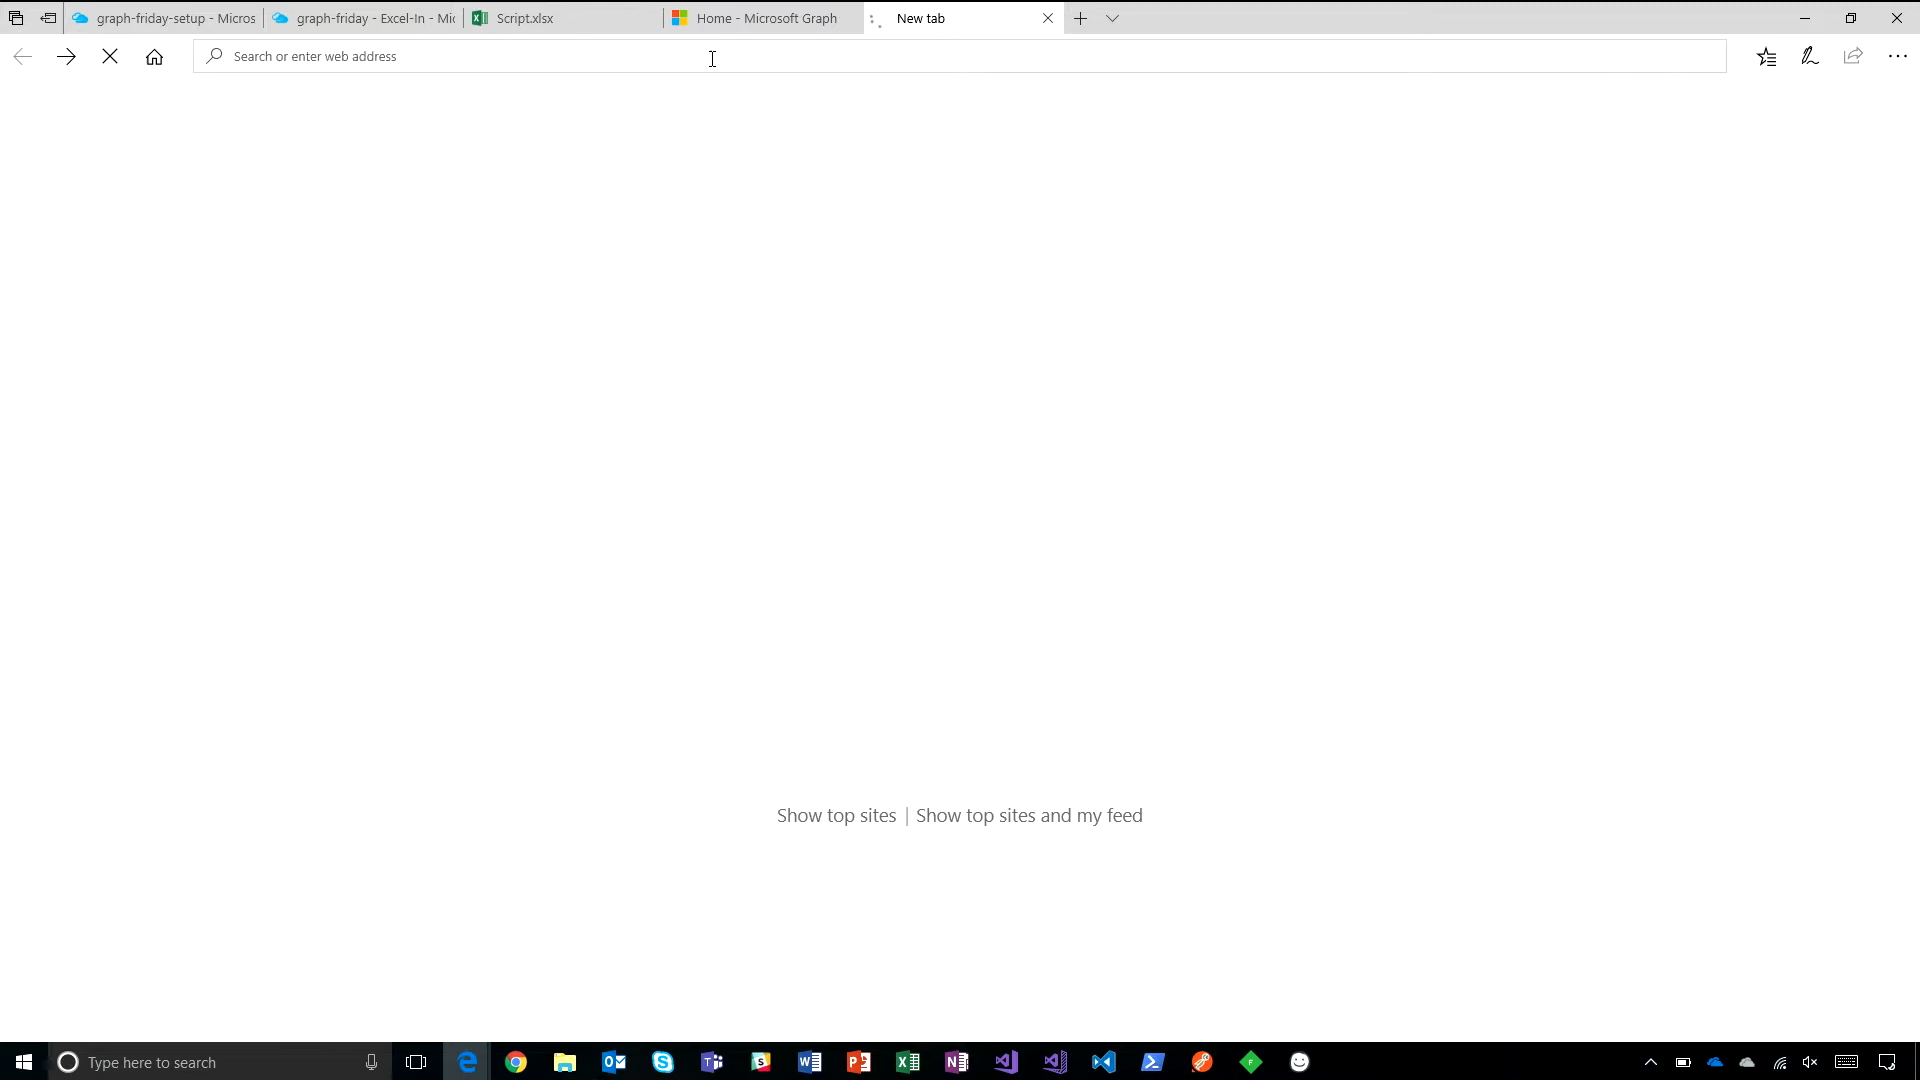 graph-friday-setup - Micros
graph-friday - Excel-In - Mic
Script.xlsx
Home - Microsoft Graph
New tab
Search or enter web address
Show top sites | Show top sites and my feed
Type here to search